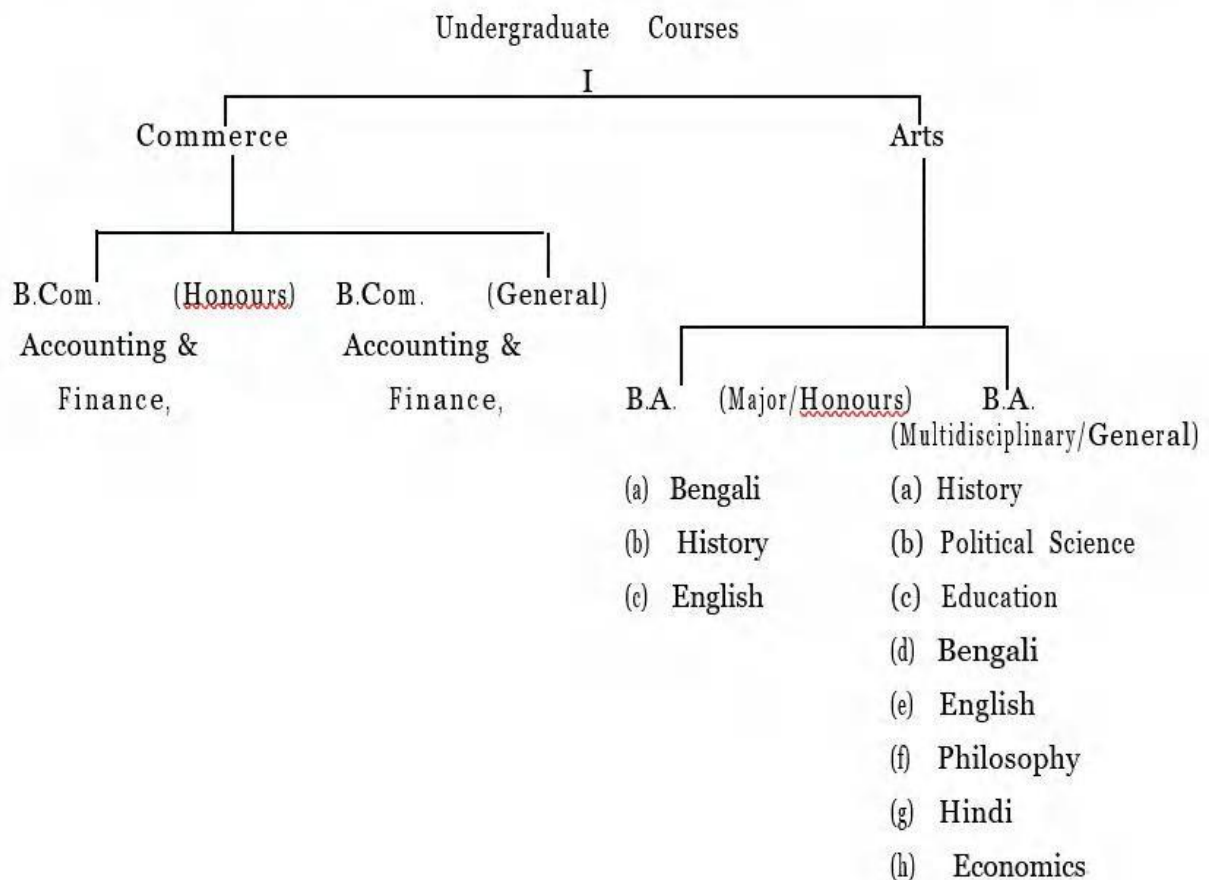 Undergraduate Courses
I
Commerce Arts
B.Com. (Honours) B.Com. (General)
Accounting & Accounting &
Finance, Finance,
B.A. (Major/Honours) B.A.
(Multidisciplinary/General)
(a) Bengali (a) History
(b) History (b) Political Science
(c) English (c) Education
(d) Bengali
(e) English
(f) Philosophy
(g) Hindi
(h) Economics